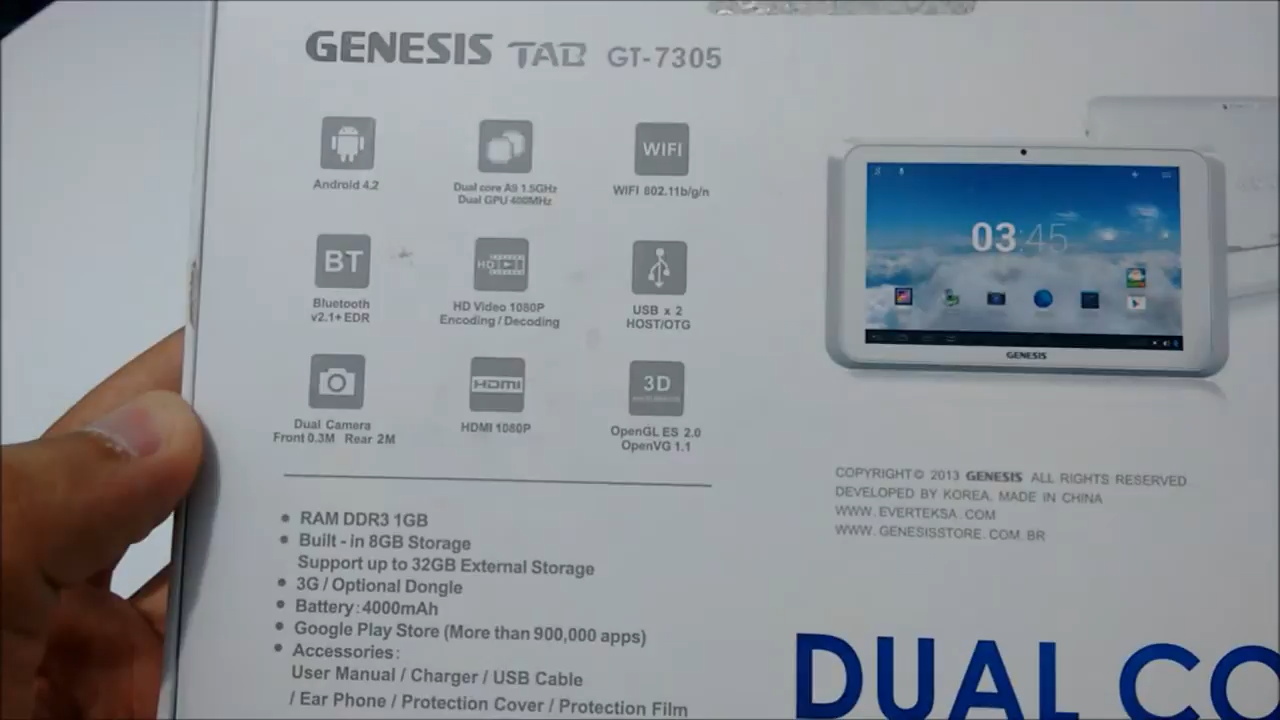 GENESIS TAB GT-7305
Android 4.2
Dual core A9 1.5GHz
Dual GPU 400MHz
WIFI
WIFI 802.11b/g/n
BT
Bluetooth
v2.1+ EDR
HD
HD Video 1080P
Encoding / Decoding
USB x 2
HOST/OTG
Dual Camera
Front 0.3M Rear 2M
HDMI
HDMI 1080P
3D
OpenGL ES 2.0
OpenVG 1.1
• RAM DDR3 1GB
• Built - in 8GB Storage
Support up to 32GB External Storage
• 3G / Optional Dongle
• Battery : 4000mAh
• Google Play Store (More than 900,000 apps)
• Accessories :
User Manual / Charger / USB Cable
/ Ear Phone / Protection Cover / Protection Film
03:45
GENESIS
COPYRIGHT© 2013 GENESIS ALL RIGHTS RESERVED
DEVELOPED BY KOREA. MADE IN CHINA
WWW. EVERTEKSA. COM
WWW. GENESISSTORE. COM. BR
DUAL CO